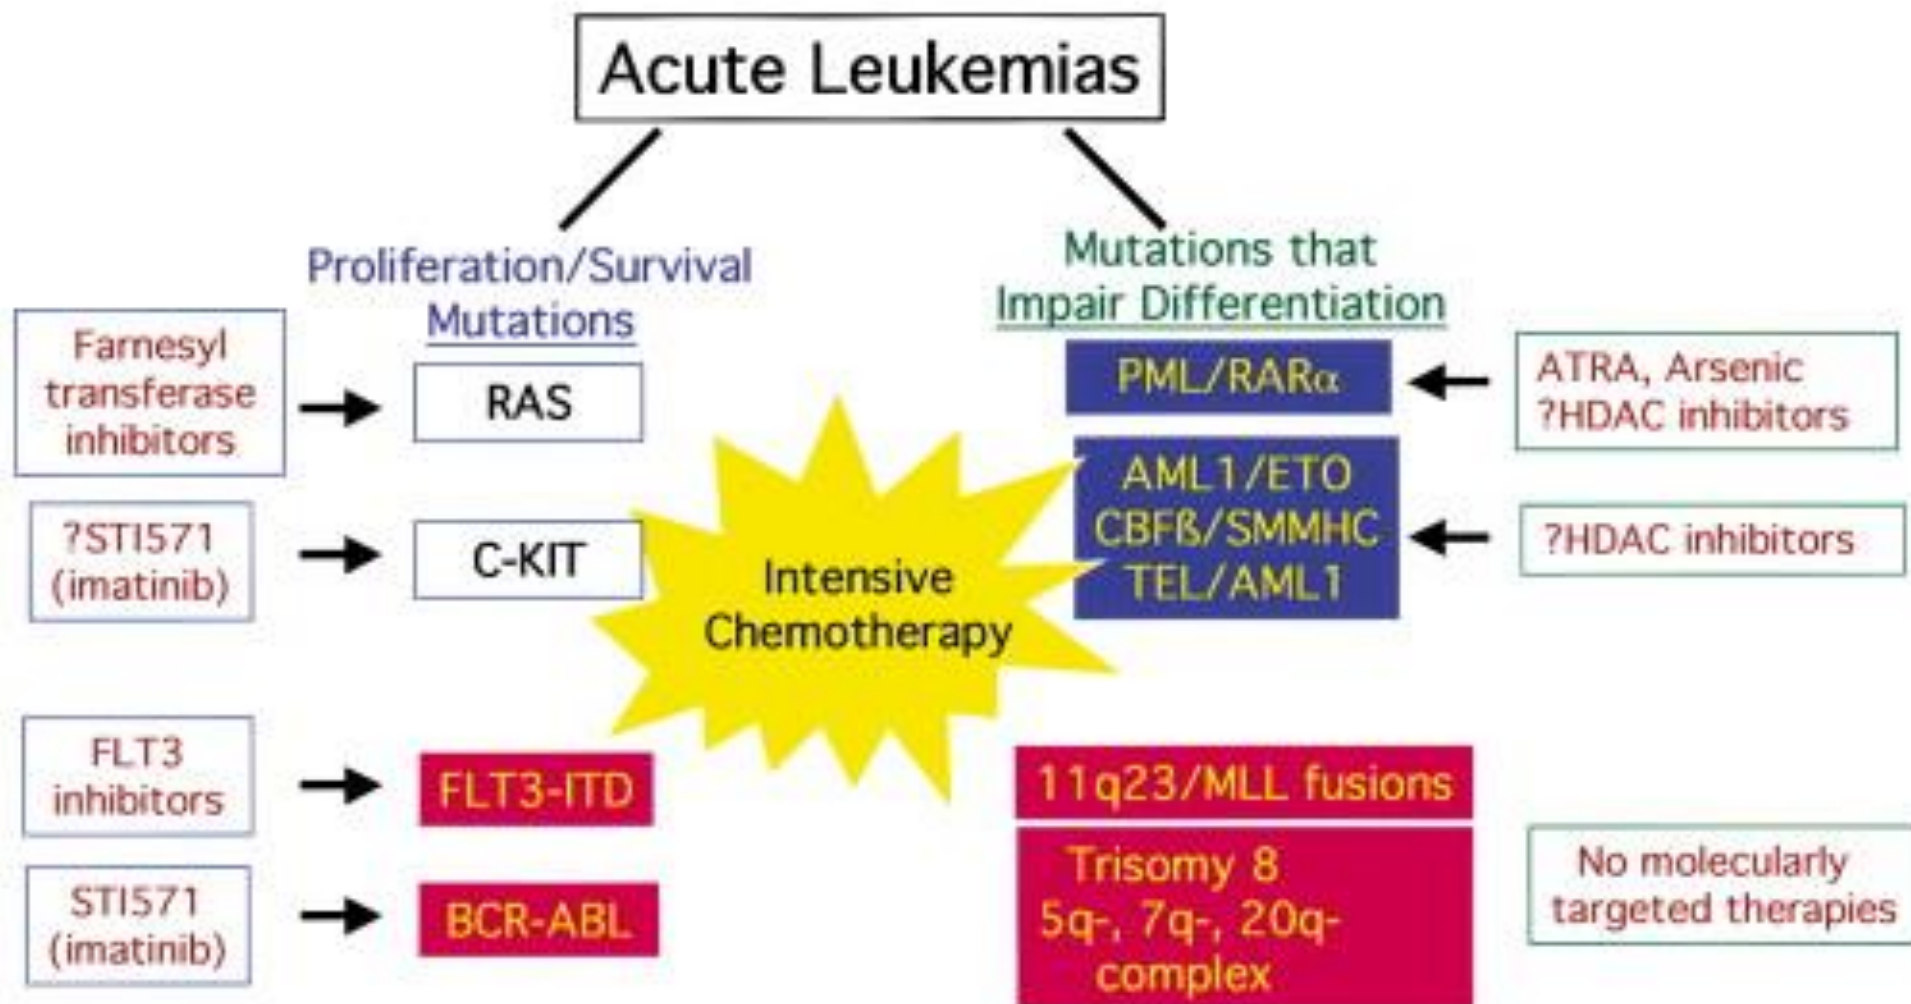 Acute Leukemias
Proliferation/Survival
Mutations
Mutations that
Impair Differentiation
Farnesyl
transferase
inhibitors
RAS
PML/RARα
ATRA, Arsenic
?HDAC inhibitors
?STI571
(imatinib)
C-KIT
Intensive
Chemotherapy
AML1/ETO
CBFß/SMMHC
TEL/AML1
?HDAC inhibitors
FLT3
inhibitors
FLT3-ITD
11q23/MLL fusions
STI571
(imatinib)
BCR-ABL
Trisomy 8
5q-, 7q-, 20q-
complex
No molecularly
targeted therapies